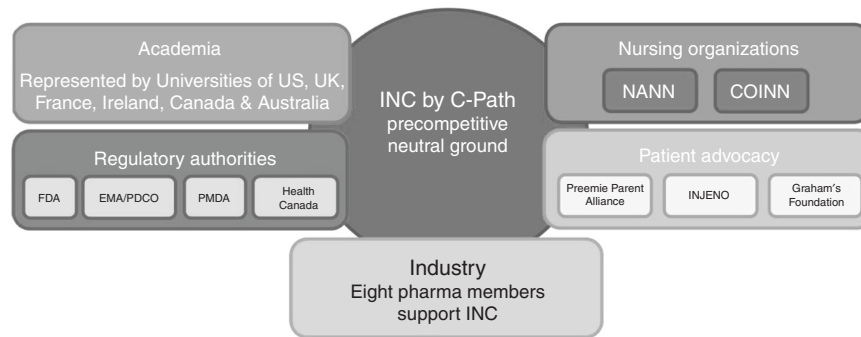 Academia
Represented by Universities of US, UK,
France, Ireland, Canada & Australia
INC by C-Path
precompetitive
neutral ground
Nursing organizations
NANN
COINN
Regulatory authorities
FDA
EMA/PDCO
PMDA
Health
Canada
Patient advocacy
Preemie Parent
Alliance
INJENO
Graham's
Foundation
Industry
Eight pharma members
support INC